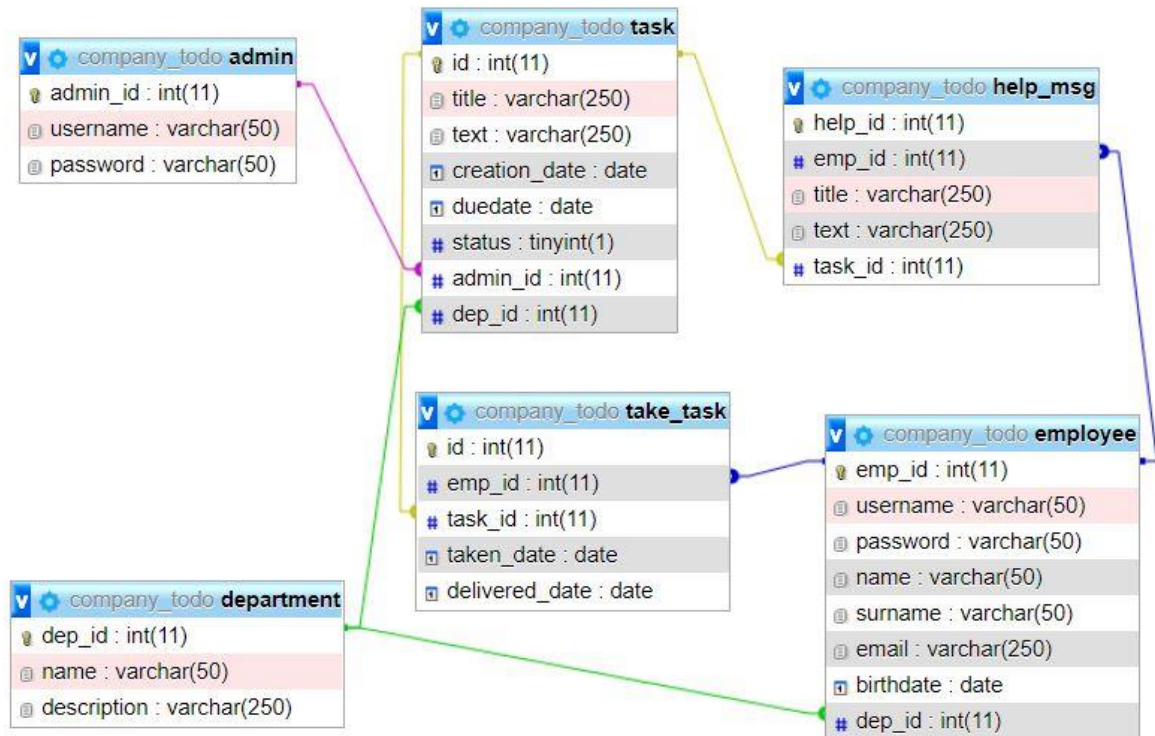 company_todo admin
admin_id : int(11)
username : varchar(50)
password : varchar(50)
company_todo task
id : int(11)
title : varchar(250)
text : varchar(250)
creation_date : date
duedate : date
status : tinyint(1)
admin_id : int(11)
dep_id : int(11)
company_todo help_msg
help_id : int(11)
emp_id : int(11)
title : varchar(250)
text : varchar(250)
task_id : int(11)
company_todo take_task
id : int(11)
emp_id : int(11)
task_id : int(11)
taken_date : date
delivered_date : date
company_todo employee
emp_id : int(11)
username : varchar(50)
password : varchar(50)
name : varchar(50)
surname : varchar(50)
email : varchar(250)
birthdate : date
dep_id : int(11)
company_todo department
dep_id : int(11)
name : varchar(50)
description : varchar(250)